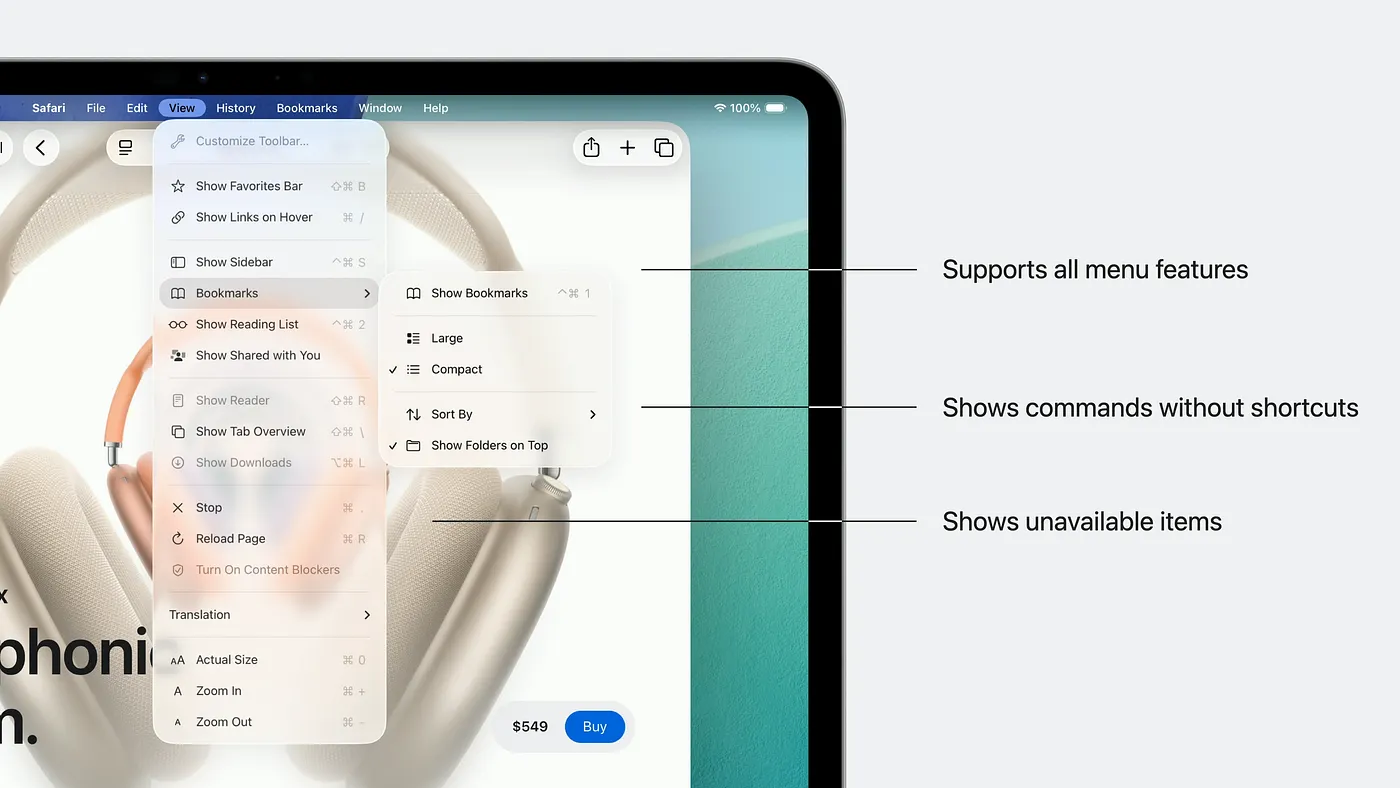 Safari File Edit View History Bookmarks Window Help 100%
Customize Toolbar...
Show Favorites Bar ⇧⌘ B
Show Links on Hover ⌘ /
Show Sidebar ^⌘ S
Bookmarks
Show Reading List ^⌘ 2
Show Shared with You
Show Reader ⇧⌘ R
Show Tab Overview ⇧⌘ \
Show Downloads ⌥⌘ L
Stop ⌘ .
Reload Page ⌘ R
Turn On Content Blockers
Translation
AA Actual Size ⌘ 0
A Zoom In ⌘ +
A Zoom Out ⌘ −
Show Bookmarks ^⌘ 1
Large
Compact
Sort By
Show Folders on Top
x
phonic
m.
$549 Buy
Supports all menu features
Shows commands without shortcuts
Shows unavailable items